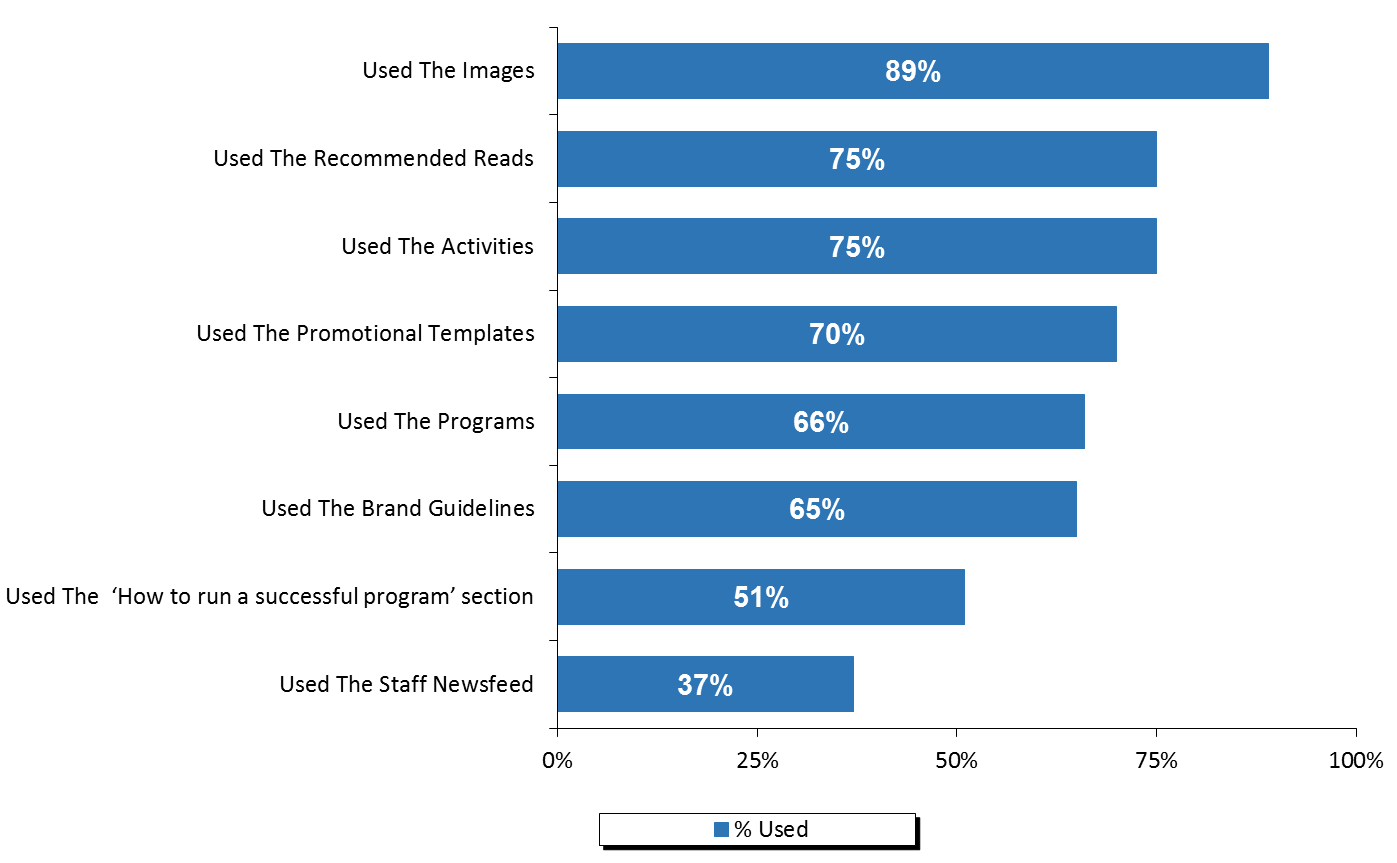 Used The Images
89%
Used The Recommended Reads
75%
Used The Activities
75%
Used The Promotional Templates
70%
Used The Programs
66%
Used The Brand Guidelines
65%
Used The  ‘How to run a successful program’ section
51%
Used The Staff Newsfeed
37%
0% 25% 50% 75% 100%
% Used